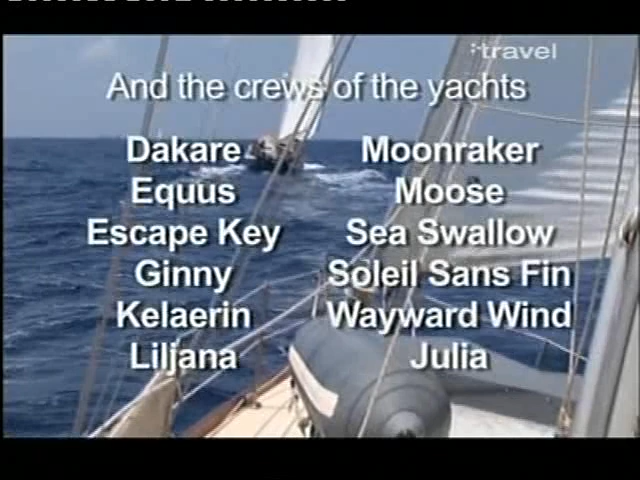 travel
And the crews of the yachts
Dakare Moonraker
Equus Moose
Escape Key Sea Swallow
Ginny Soleil Sans Fin
Kelaerin Wayward Wind
Liljana Julia